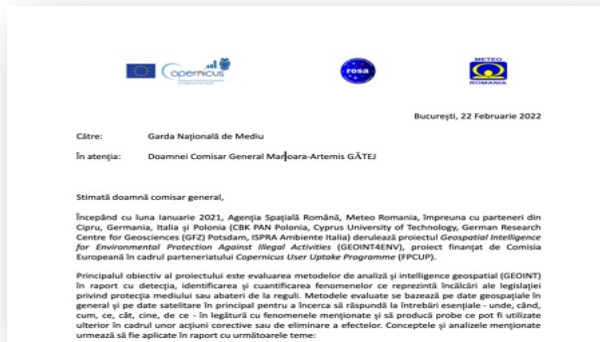 Copernicus
rosa
METEO
ROMANIA
București, 22 Februarie 2022
Către: Garda Națională de Mediu
În atenția: Doamnei Comisar General Marioara-Artemis GĂTEJ
Stimată doamnă comisar general,
Începând cu luna Ianuarie 2021, Agenția Spațială Română, Meteo Romania, împreuna cu parteneri din
Cipru, Germania, Italia și Polonia (CBK PAN Polonia, Cyprus University of Technology, German Research
Centre for Geosciences (GFZ) Potsdam, ISPRA Ambiente Italia) derulează proiectul Geospatial Intelligence
for Environmental Protection Against Illegal Activities (GEOINT4ENV), proiect finanțat de Comisia
Europeană în cadrul parteneriatului Copernicus User Uptake Programme (FPCUP).
Principalul obiectiv al proiectului este evaluarea metodelor de analiză și intelligence geospatial (GEOINT)
în raport cu detecția, identificarea și cuantificarea fenomenelor ce reprezintă încălcări ale legislației
privind protecția mediului sau abateri de la reguli. Metodele evaluate se bazează pe date geospațiale în
general și pe date satelitare în principal pentru a încerca să răspundă la întrebări esențiale - unde, când,
cum, ce, cât, cine, de ce - în legătură cu fenomenele menționate și să producă probe ce pot fi utilizate
ulterior în cadrul unor acțiuni corective sau de eliminare a efectelor. Conceptele și analizele menționate
urmează să fie aplicate în raport cu următoarele teme: